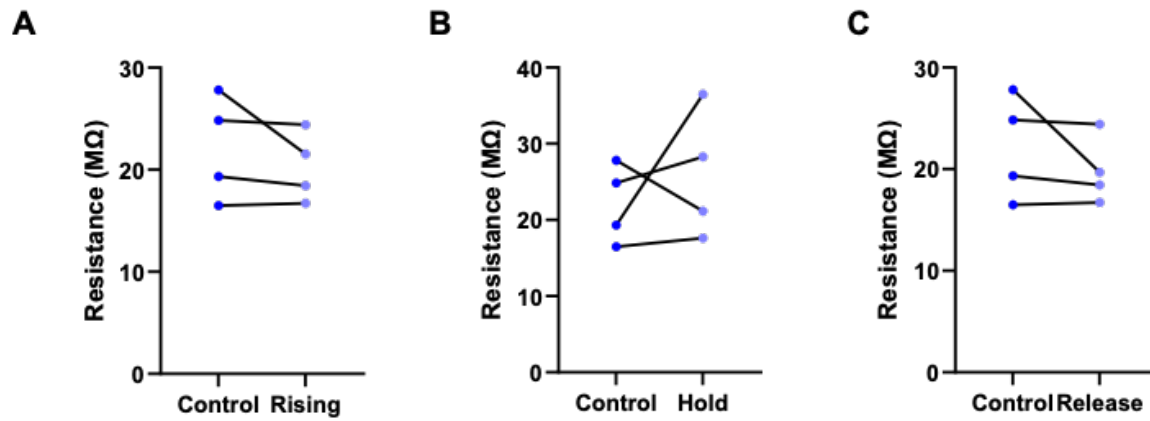 A
Resistance (MΩ)
30
20
10
0
Control Rising
B
Resistance (MΩ)
40
30
20
10
0
Control Hold
C
Resistance (MΩ)
30
20
10
0
Control Release